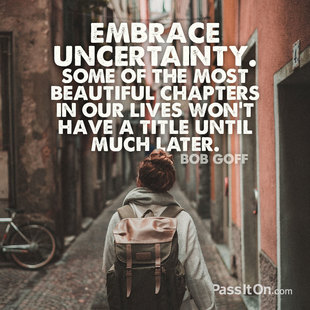 EMBRACE
UNCERTAINTY.
SOME OF THE MOST
BEAUTIFUL CHAPTERS
IN OUR LIVES WON'T
HAVE A TITLE UNTIL
MUCH LATER.
BOB GOFF
PassItOn.com